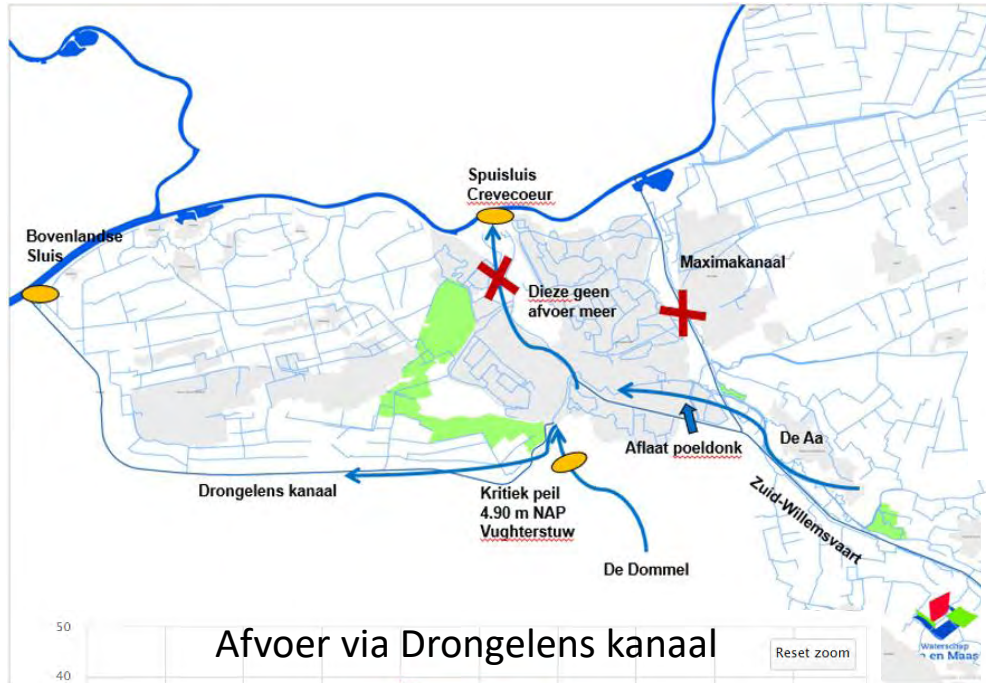 Spuisluis
Crevecoeur
Bovenlandse
Sluis
Maximakanaal
Dieze geen
afvoer meer
Aflaat poeldonk
De Aa
Zuid-Willemsvaart
Drongelens kanaal
Kritiek peil
4.90 m NAP
Vughterstuw
De Dommel
50
40
Afvoer via Drongelens kanaal
Reset zoom
Waterschap
en Maas